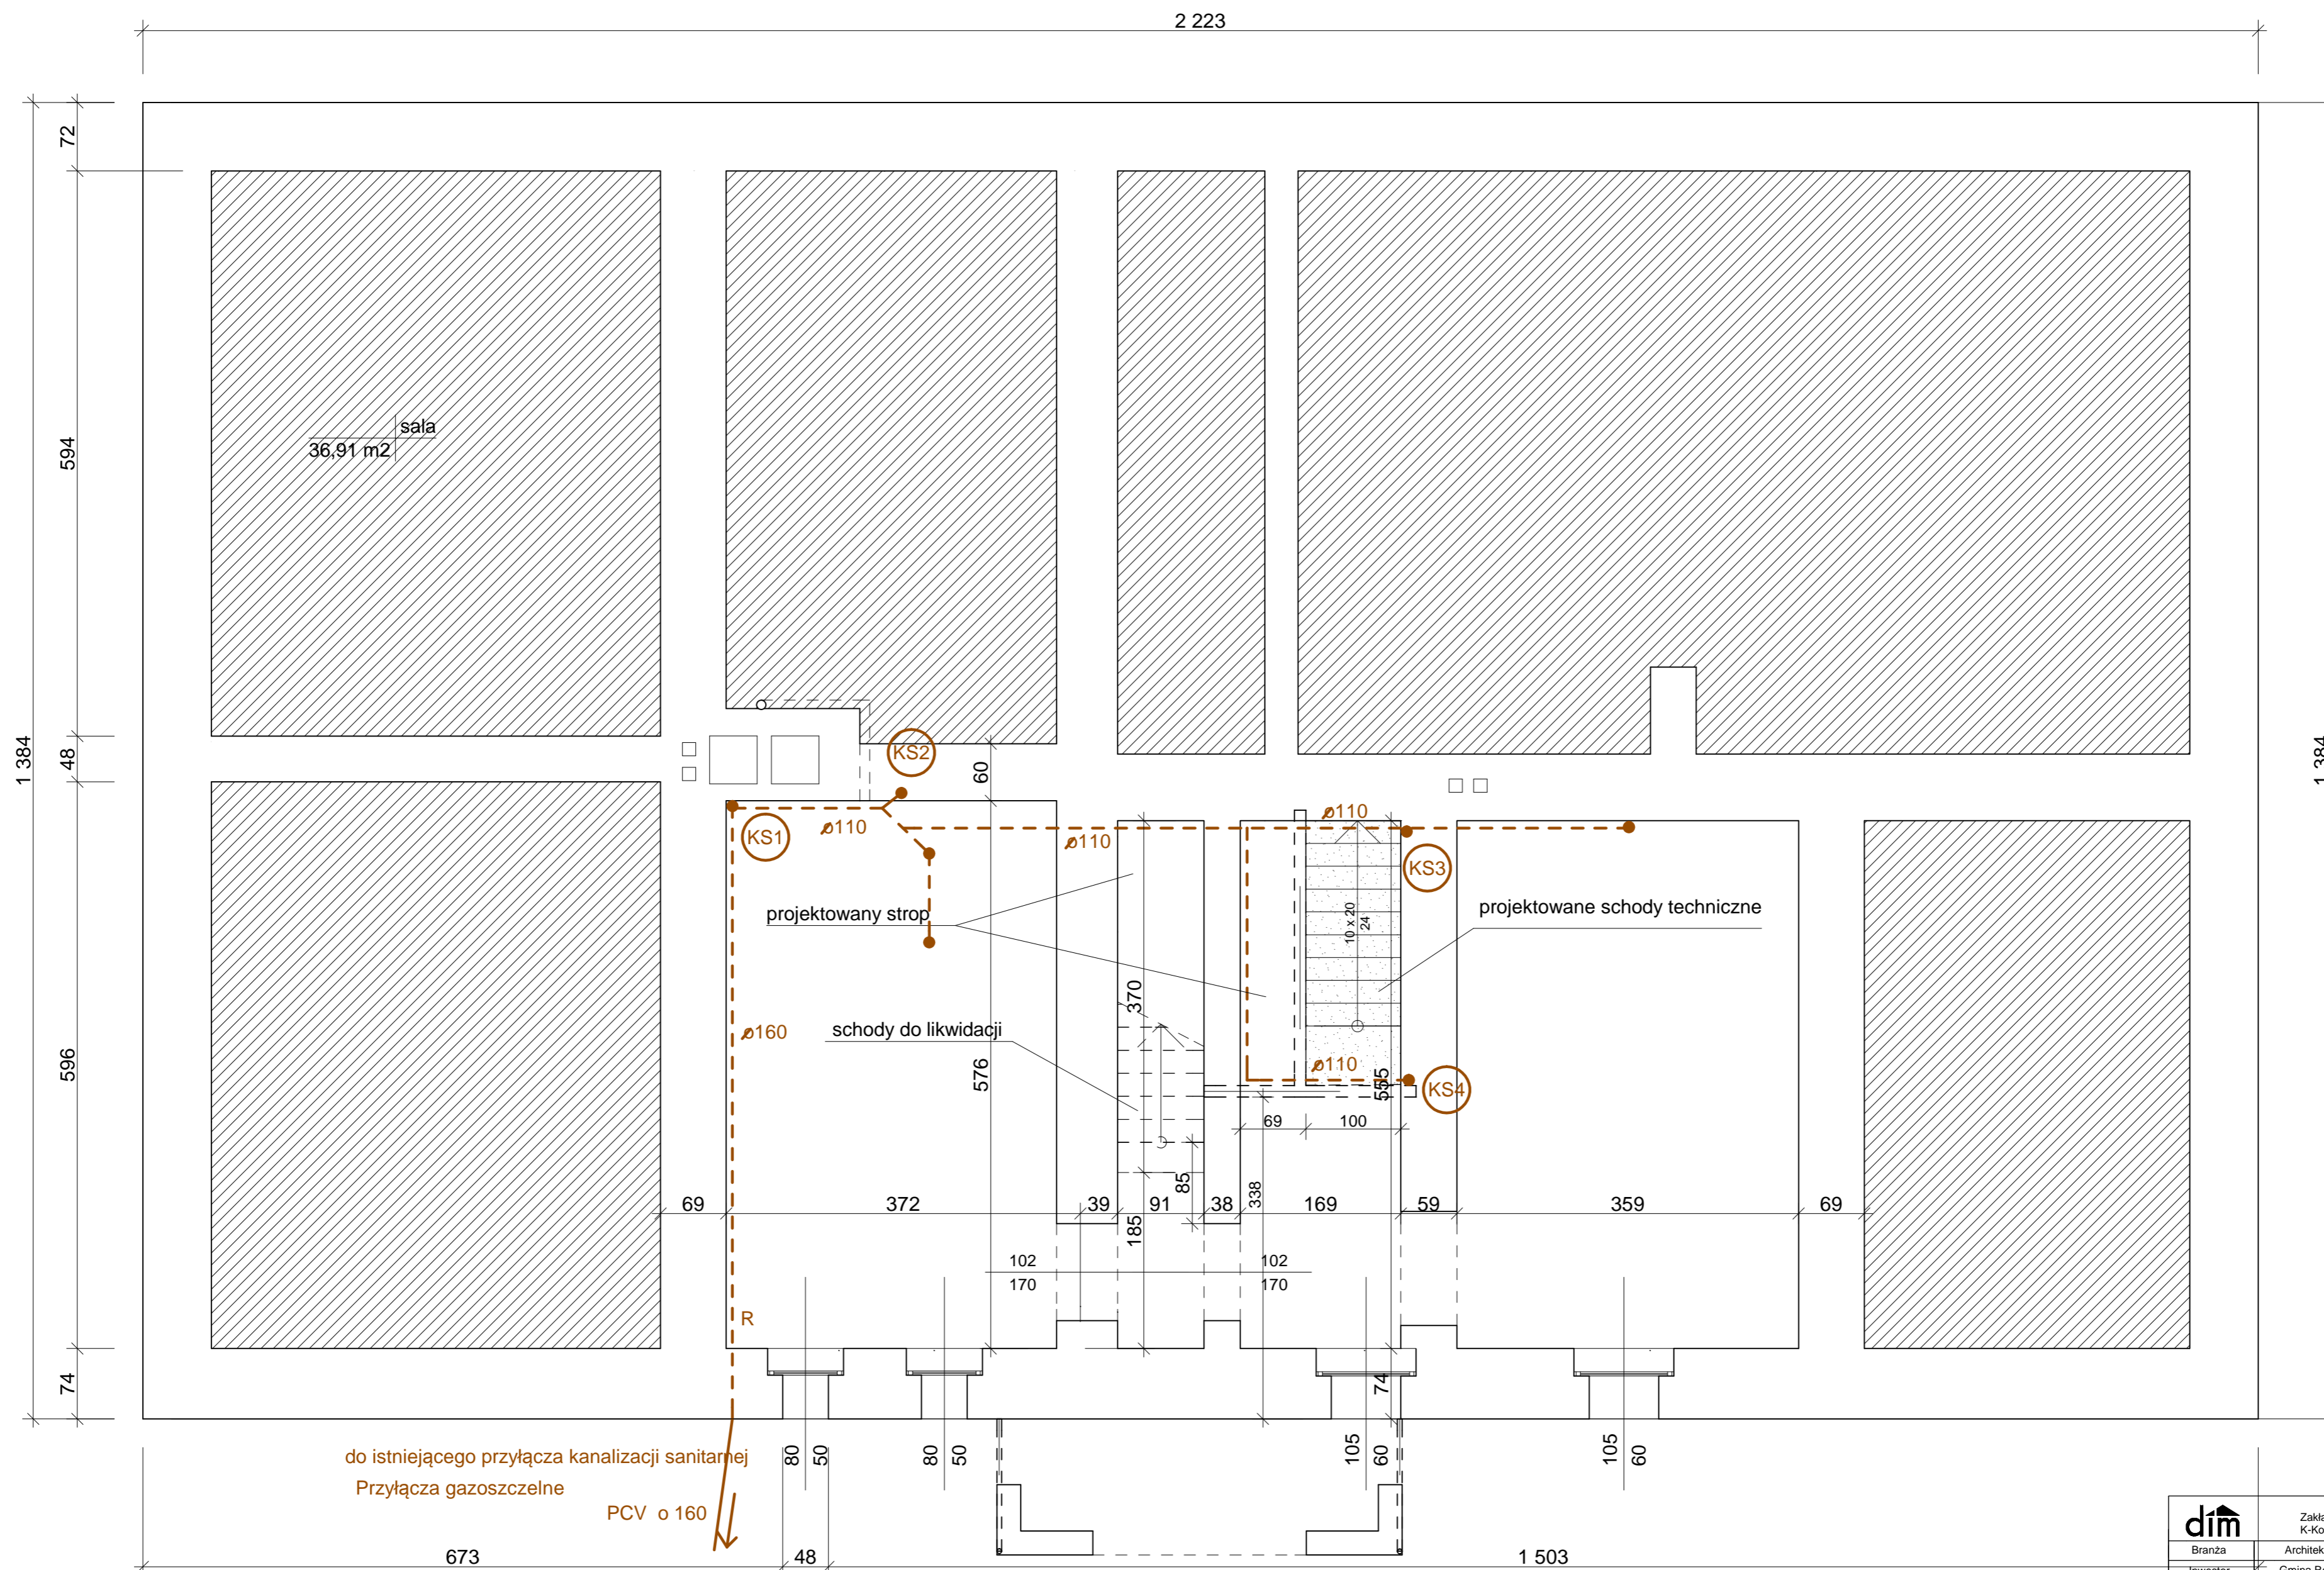 2 223
72
594
48
1 384
596
74
1 384
sala
36,91 m2
KS2
60
KS1
ø110
ø110
ø110
KS3
projektowany strop
10 x 20
24
projektowane schody techniczne
370
ø160
schody do likwidacji
576
ø110
555
KS4
69
100
85
338
69
372
39
91
38
169
59
359
69
185
102
170
102
170
R
74
80
50
80
50
105
60
105
60
do istniejącego przyłącza kanalizacji sanitarnej
Przyłącza gazoszczelne
PCV o 160
673
48
1 503
dim
Branża